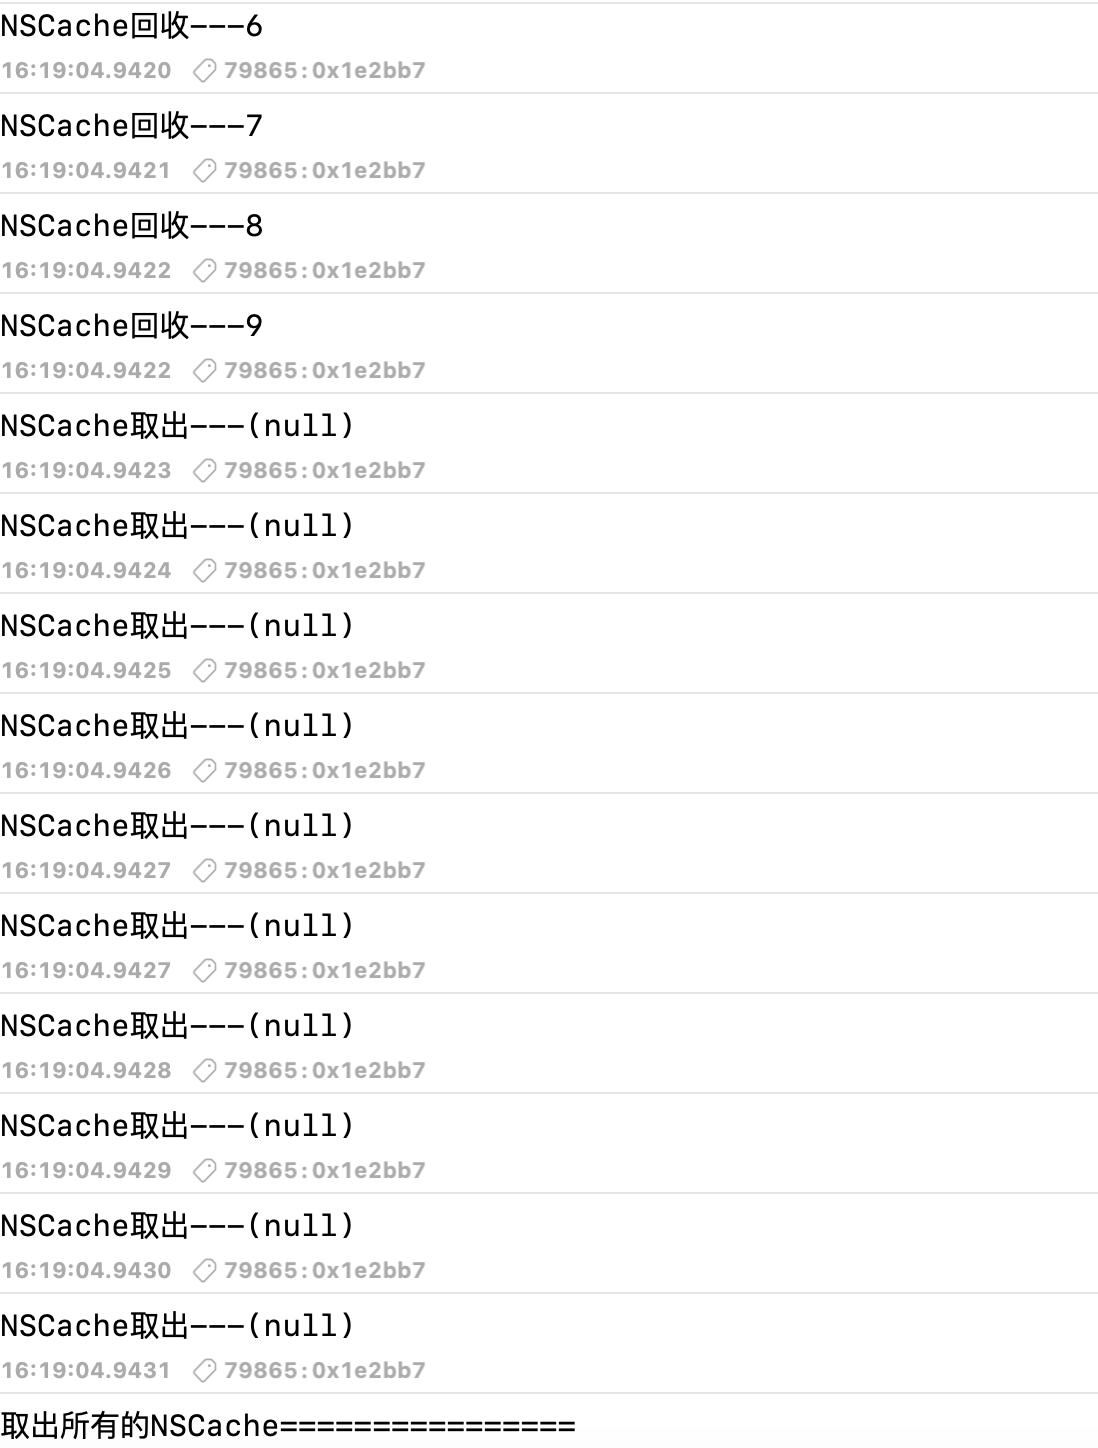 NSCache回收---6
16:19:04.9420 79865:0x1e2bb7
NSCache回收---7
16:19:04.9421 79865:0x1e2bb7
NSCache回收---8
16:19:04.9422 79865:0x1e2bb7
NSCache回收---9
16:19:04.9422 79865:0x1e2bb7
NSCache取出---(null)
16:19:04.9423 79865:0x1e2bb7
NSCache取出---(null)
16:19:04.9424 79865:0x1e2bb7
NSCache取出---(null)
16:19:04.9425 79865:0x1e2bb7
NSCache取出---(null)
16:19:04.9426 79865:0x1e2bb7
NSCache取出---(null)
16:19:04.9427 79865:0x1e2bb7
NSCache取出---(null)
16:19:04.9427 79865:0x1e2bb7
NSCache取出---(null)
16:19:04.9428 79865:0x1e2bb7
NSCache取出---(null)
16:19:04.9429 79865:0x1e2bb7
NSCache取出---(null)
16:19:04.9430 79865:0x1e2bb7
NSCache取出---(null)
16:19:04.9431 79865:0x1e2bb7
取出所有的NSCache================